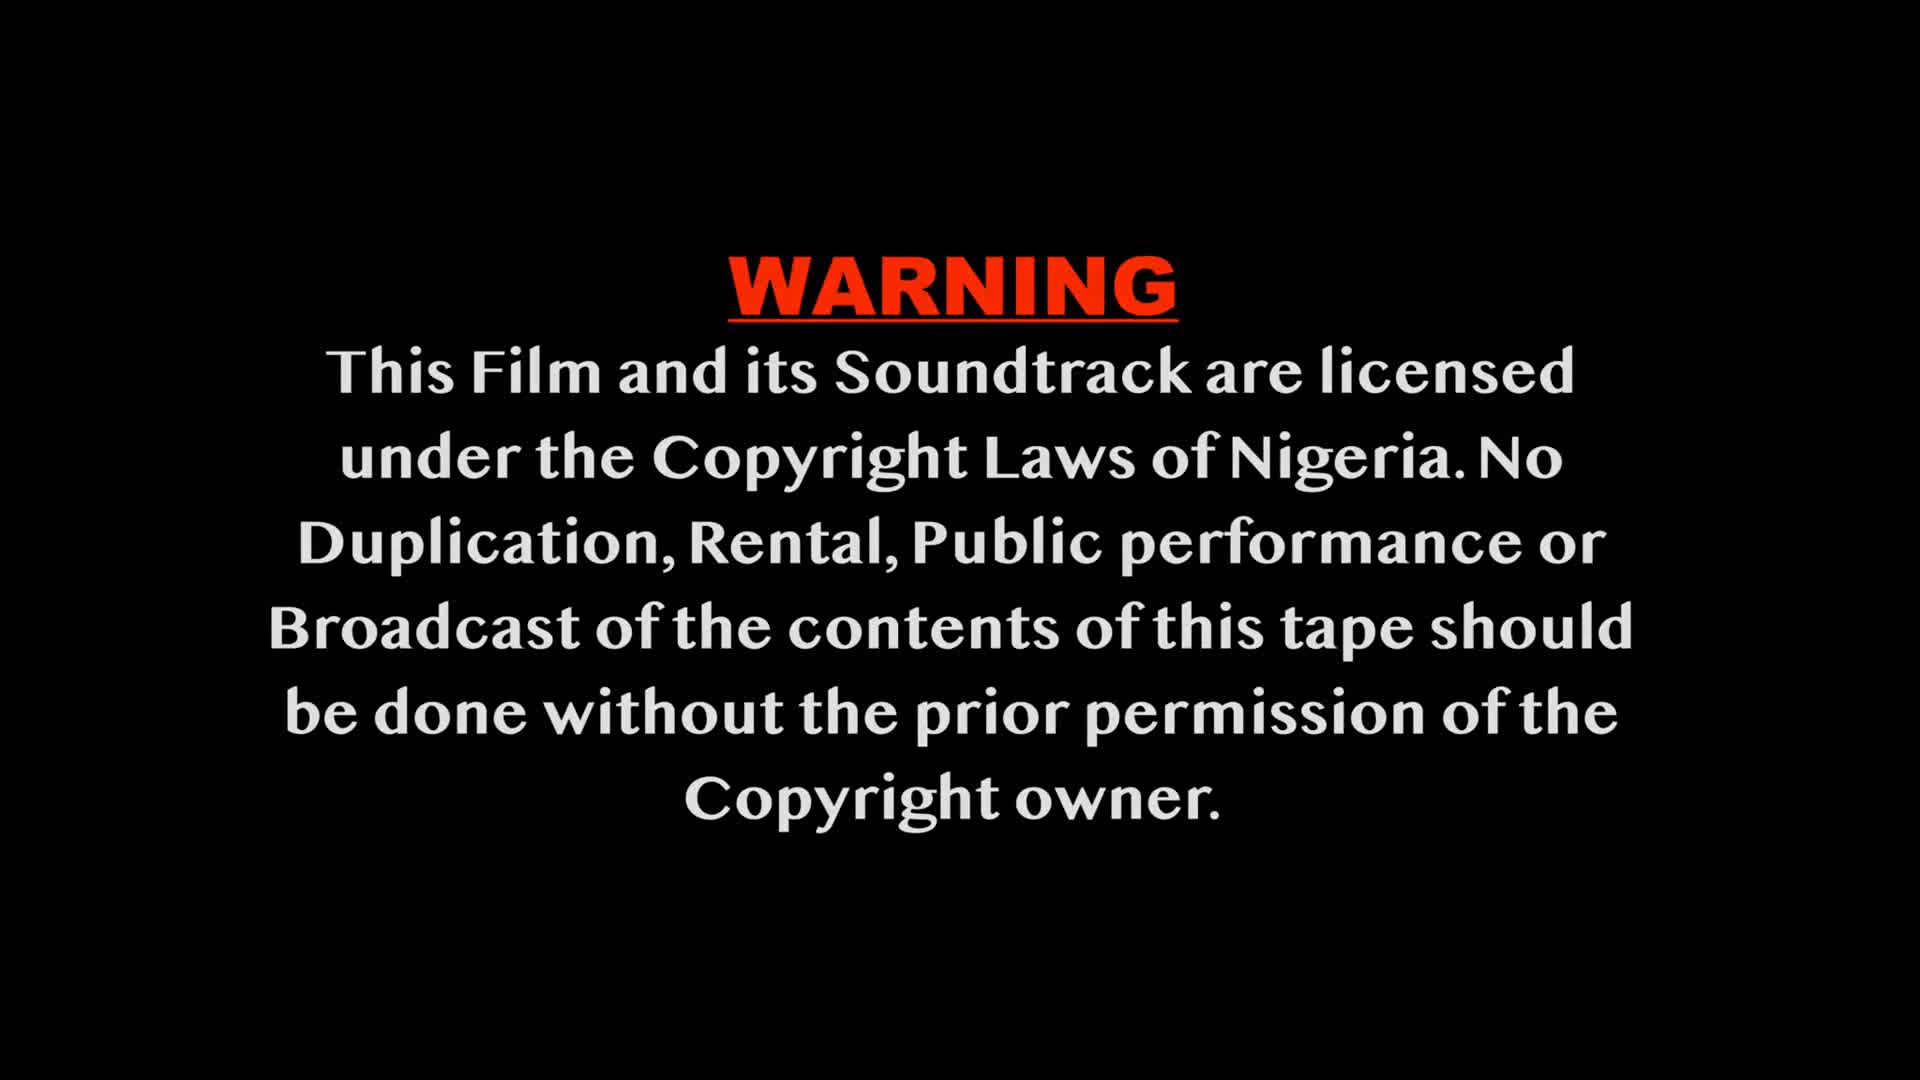 WARNING
This Film and its Soundtrack are licensed
under the Copyright Laws of Nigeria. No
Duplication, Rental, Public performance or
Broadcast of the contents of this tape should
be done without the prior permission of the
Copyright owner.